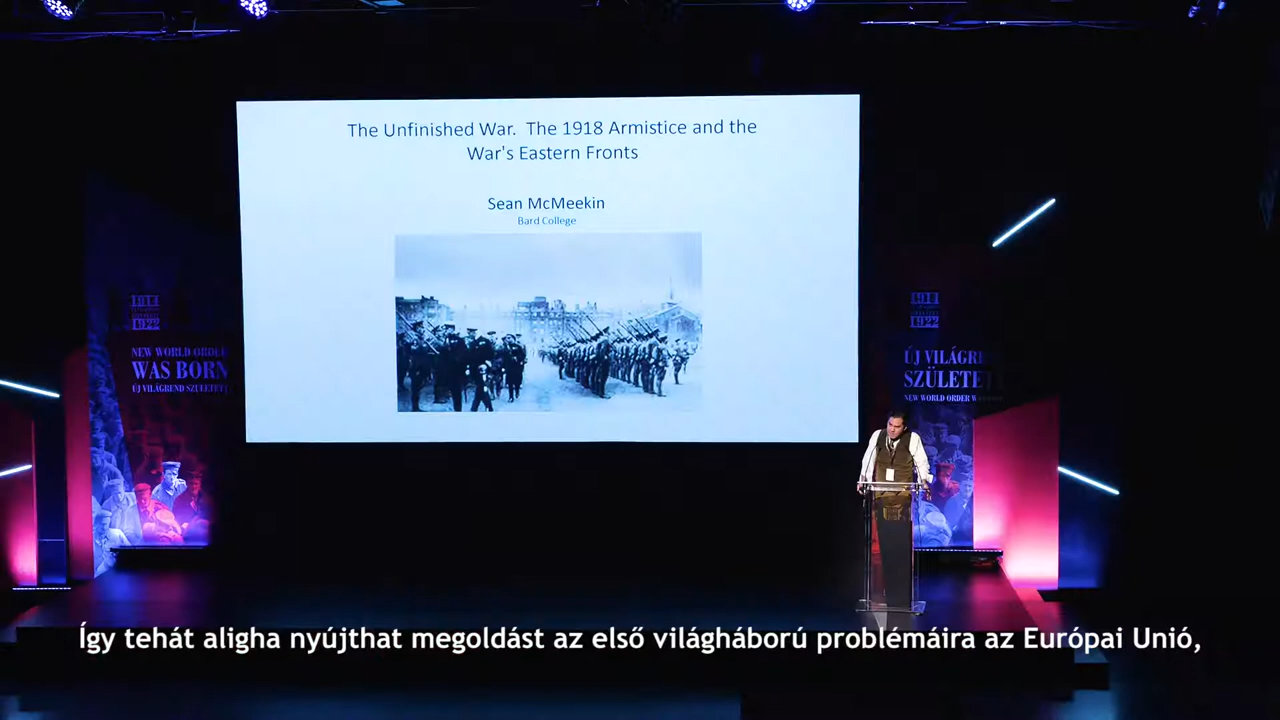 The Unfinished War. The 1918 Armistice and the
War's Eastern Fronts
Sean McMeekin
Bard College
1914
1922
NEW WORLD ORDER
WAS BORN
ÚJ VILÁGREND SZÜLETETT
1914
1922
ÚJ VILÁGRE
SZÜLETE
NEW WORLD ORDER W
Így tehát aligha nyújthat megoldást az első világháború problémáira az Európai Unió,